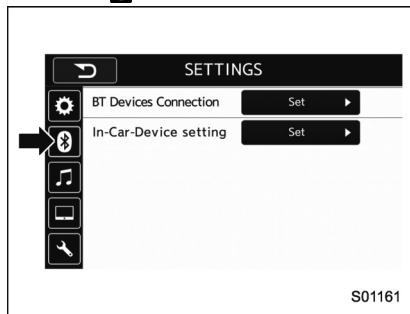 SETTINGS
BT Devices Connection Set
In-Car-Device setting Set
S01161